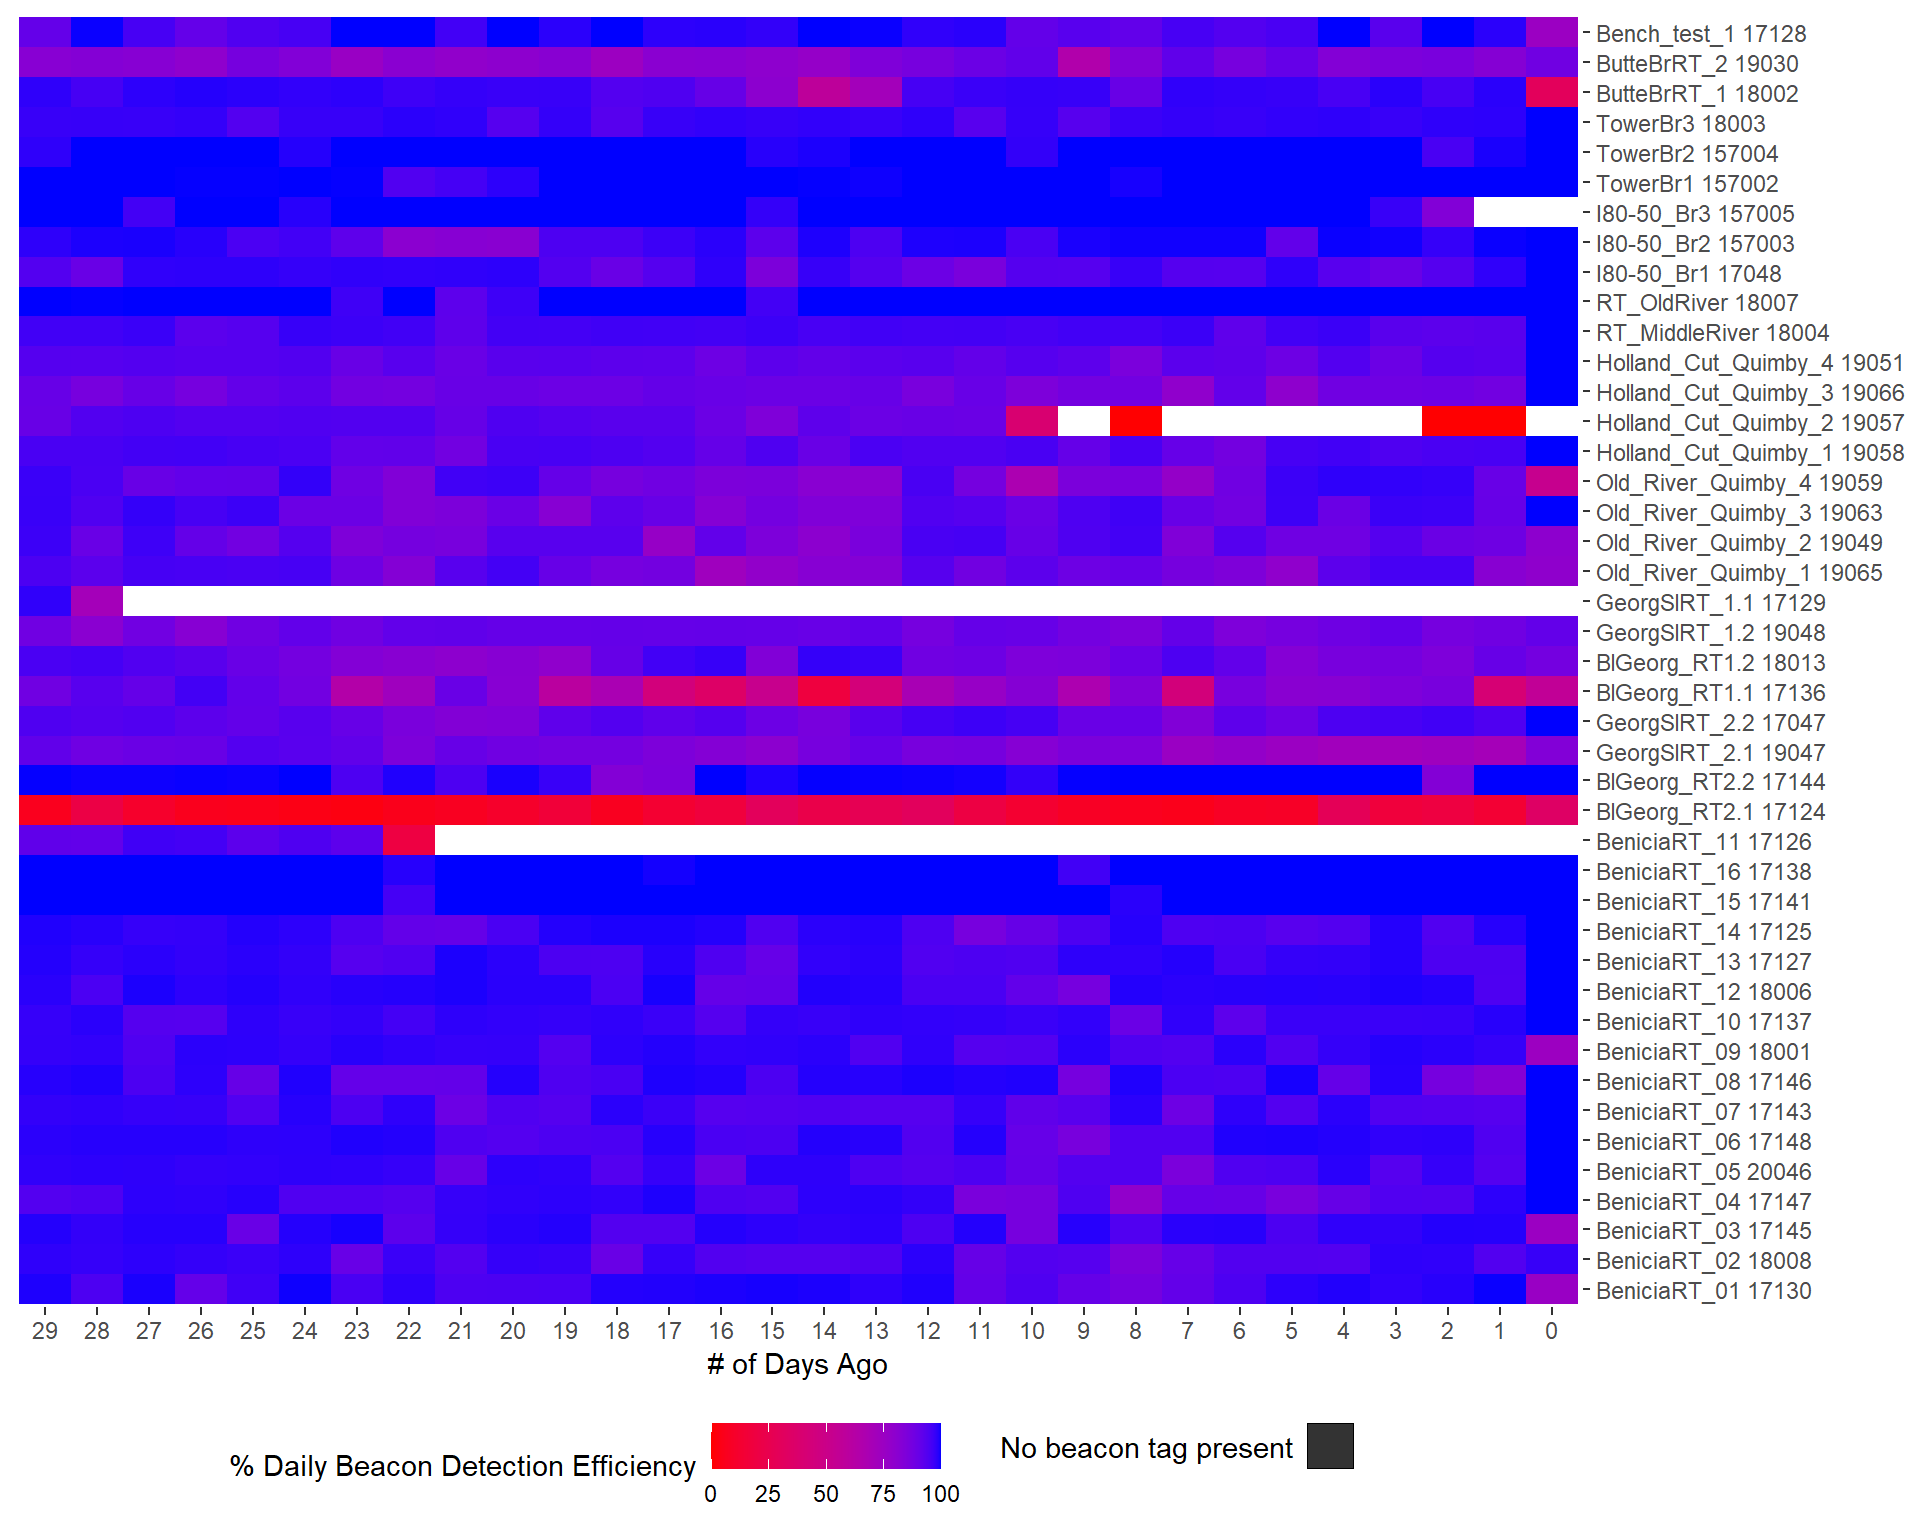 Bench_test_1 17128
ButteBrRT_2 19030
ButteBrRT_1 18002
TowerBr3 18003
TowerBr2 157004
TowerBr1 157002
I80-50_Br3 157005
I80-50_Br2 157003
I80-50_Br1 17048
RT_OldRiver 18007
RT_MiddleRiver 18004
Holland_Cut_Quimby_4 19051
Holland_Cut_Quimby_3 19066
Holland_Cut_Quimby_2 19057
Holland_Cut_Quimby_1 19058
Old_River_Quimby_4 19059
Old_River_Quimby_3 19063
Old_River_Quimby_2 19049
Old_River_Quimby_1 19065
GeorgSlRT_1.1 17129
GeorgSlRT_1.2 19048
BlGeorg_RT1.2 18013
BlGeorg_RT1.1 17136
GeorgSlRT_2.2 17047
GeorgSlRT_2.1 19047
BlGeorg_RT2.2 17144
BlGeorg_RT2.1 17124
BeniciaRT_11 17126
BeniciaRT_16 17138
BeniciaRT_15 17141
BeniciaRT_14 17125
BeniciaRT_13 17127
BeniciaRT_12 18006
BeniciaRT_10 17137
BeniciaRT_09 18001
BeniciaRT_08 17146
BeniciaRT_07 17143
BeniciaRT_06 17148
BeniciaRT_05 20046
BeniciaRT_04 17147
BeniciaRT_03 17145
BeniciaRT_02 18008
BeniciaRT_01 17130
29 28 27 26 25 24 23 22 21 20 19 18 17 16 15 14 13 12 11 10 9 8 7 6 5 4 3 2 1 0
# of Days Ago
% Daily Beacon Detection Efficiency
0 25 50 75 100
No beacon tag present